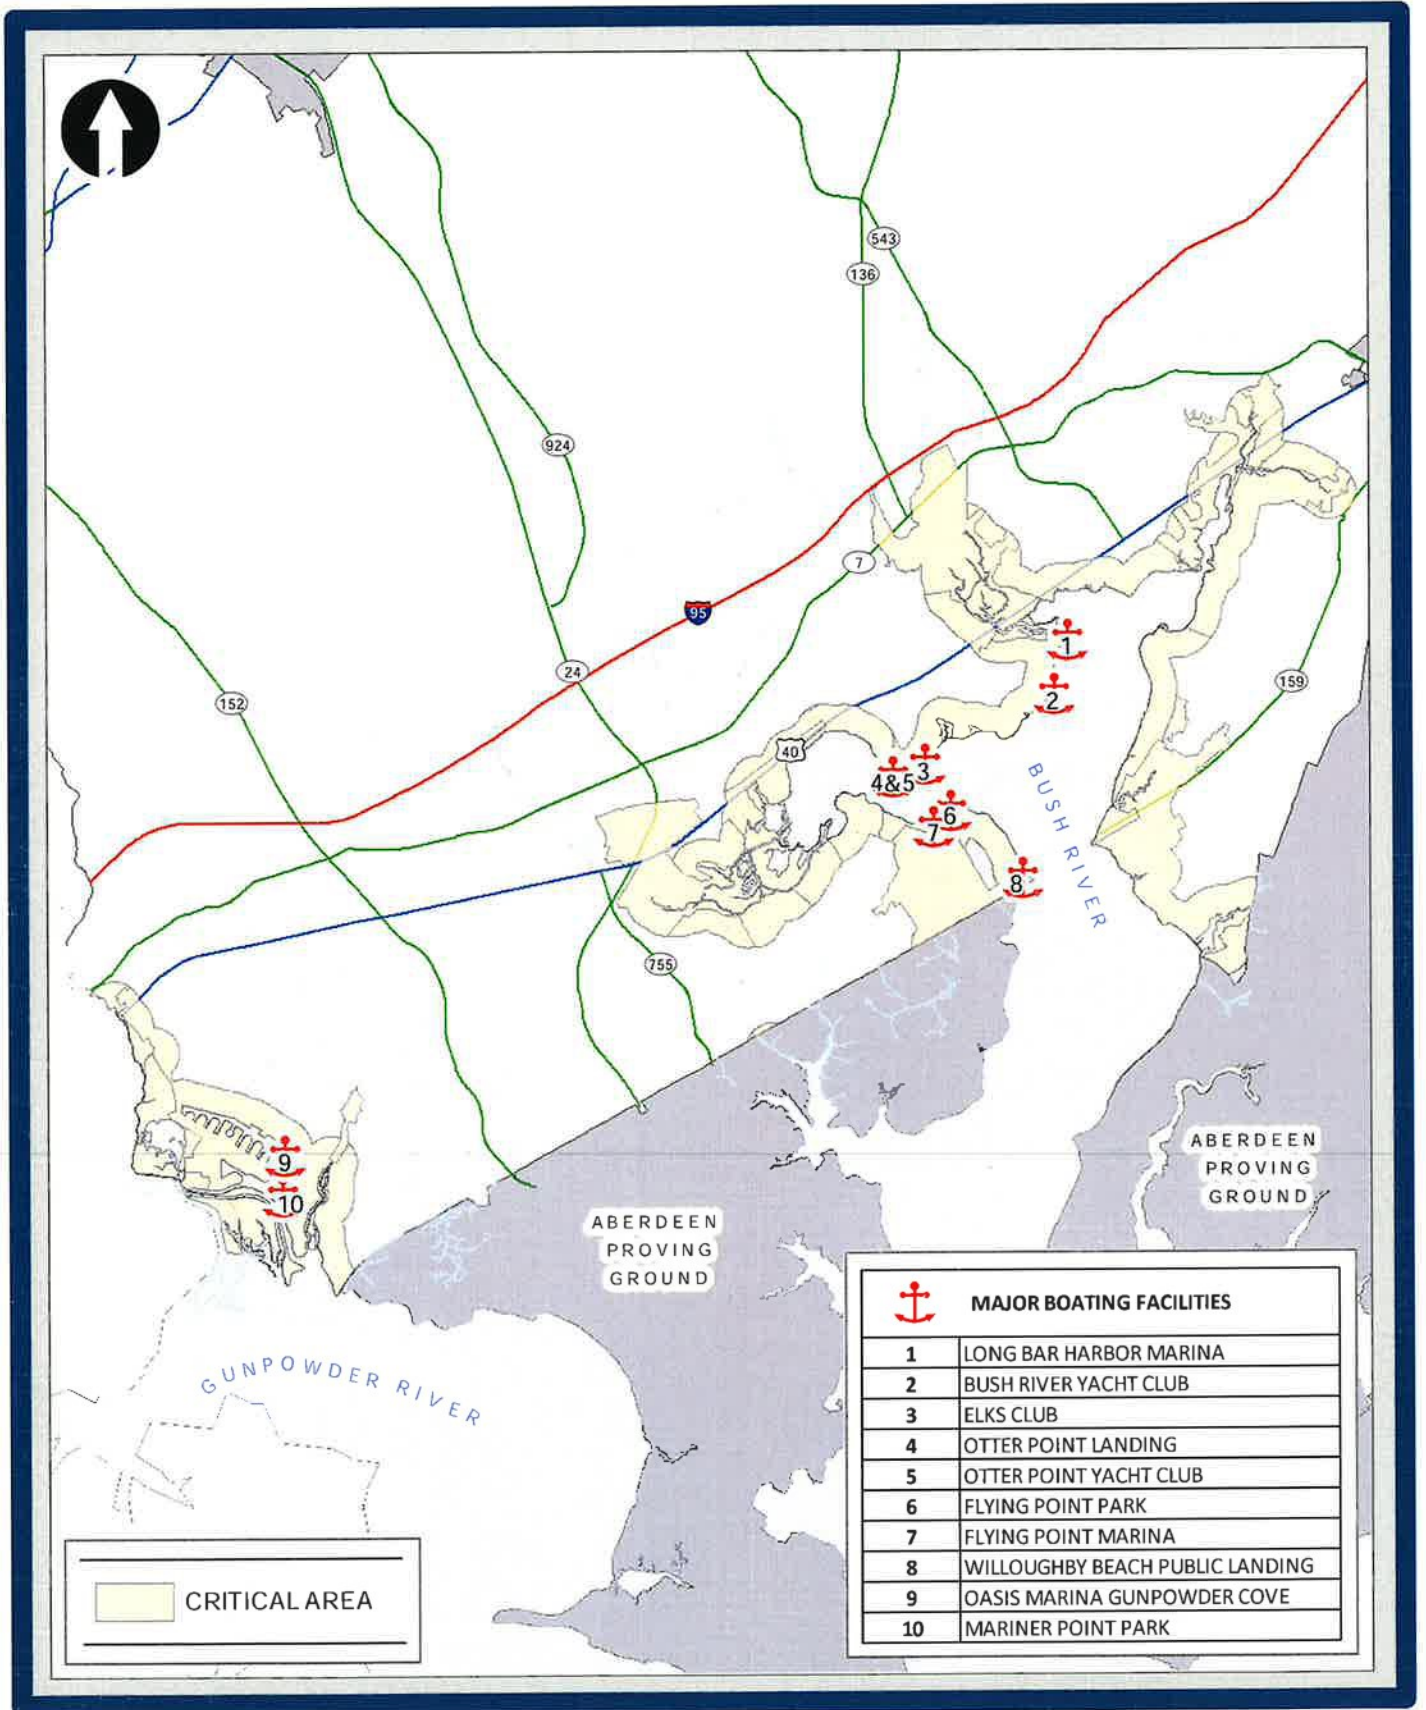 543
136
924
7
95
24
152
159
40
1
2
3
4&5
6
7
8
BUSH RIVER
755
9
10
ABERDEEN
PROVING
GROUND
ABERDEEN
PROVING
GROUND
GUNPOWDER RIVER
MAJOR BOATING FACILITIES
1 LONG BAR HARBOR MARINA
2 BUSH RIVER YACHT CLUB
3 ELKS CLUB
4 OTTER POINT LANDING
5 OTTER POINT YACHT CLUB
6 FLYING POINT PARK
7 FLYING POINT MARINA
8 WILLOUGHBY BEACH PUBLIC LANDING
9 OASIS MARINA GUNPOWDER COVE
10 MARINER POINT PARK
CRITICAL AREA